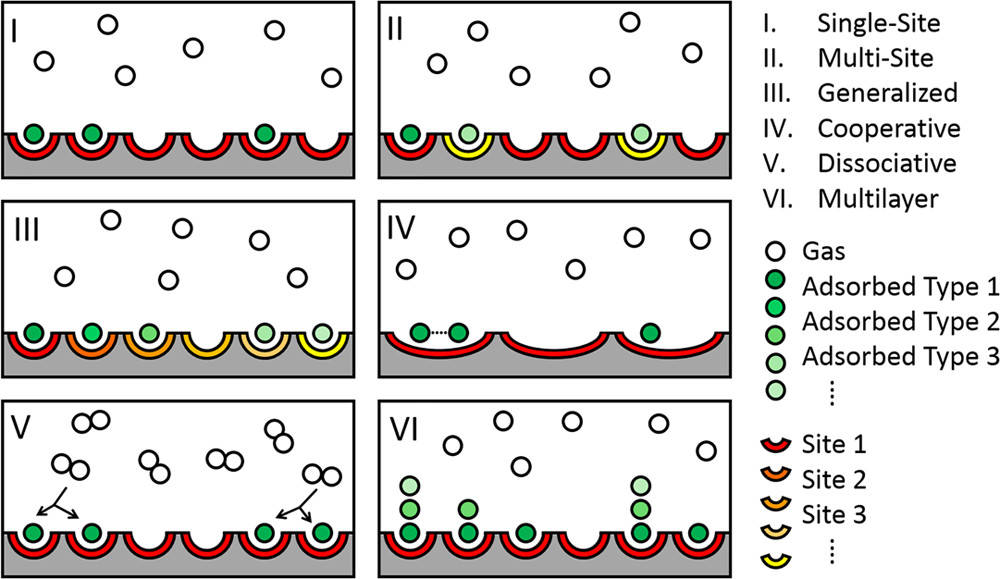 I
II
I. Single-Site
II. Multi-Site
III. Generalized
IV. Cooperative
V. Dissociative
VI. Multilayer
III
IV
Gas
Adsorbed Type 1
Adsorbed Type 2
Adsorbed Type 3
V
VI
Site 1
Site 2
Site 3